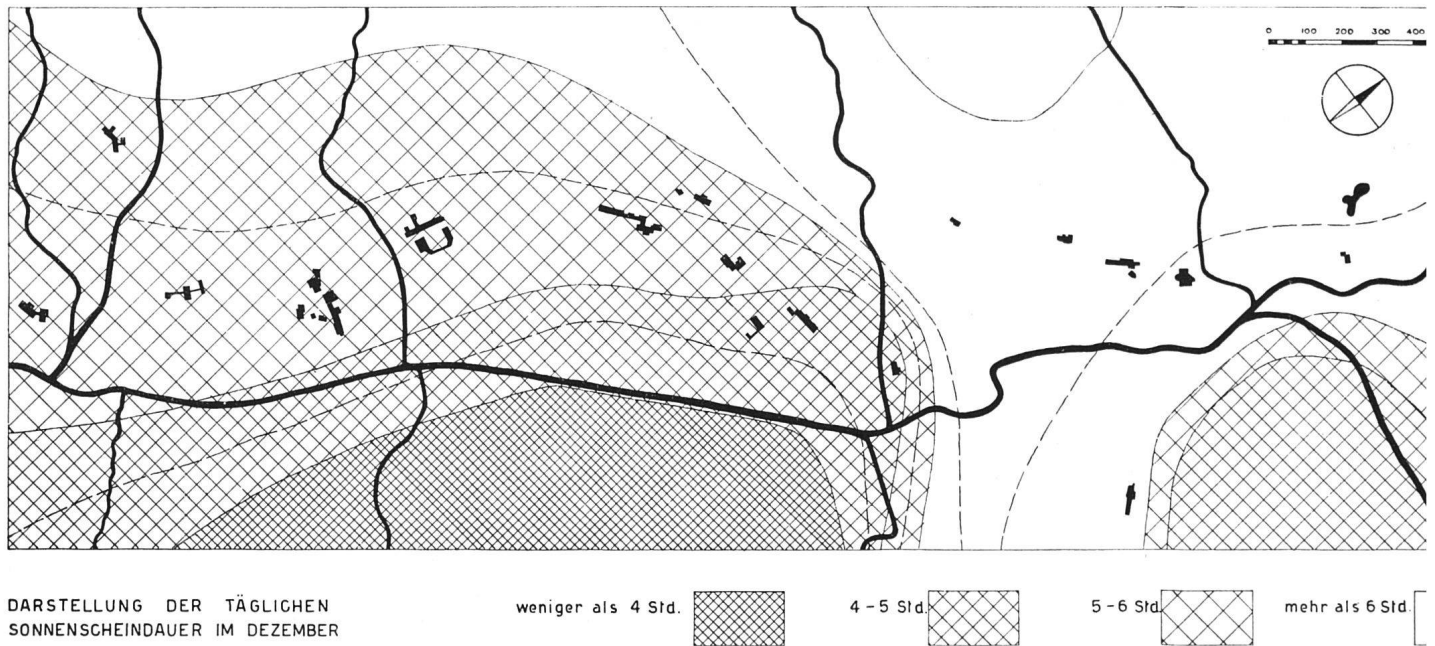 0 100 200 300 400
DARSTELLUNG DER TÄGLICHEN
SONNENSCHEINDAUER IM DEZEMBER
weniger als 4 Std.
4-5 Std.
5-6 Std.
mehr als 6 Std.